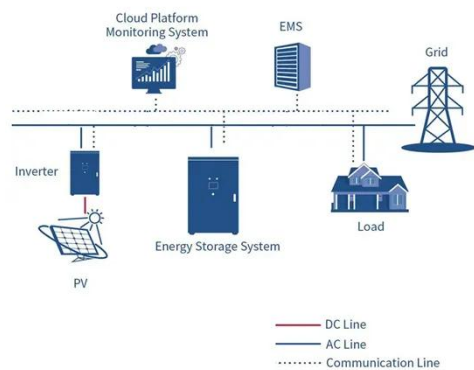 Cloud Platform
Monitoring System
EMS
Grid
Inverter
Energy Storage System
Load
PV
DC Line
AC Line
Communication Line